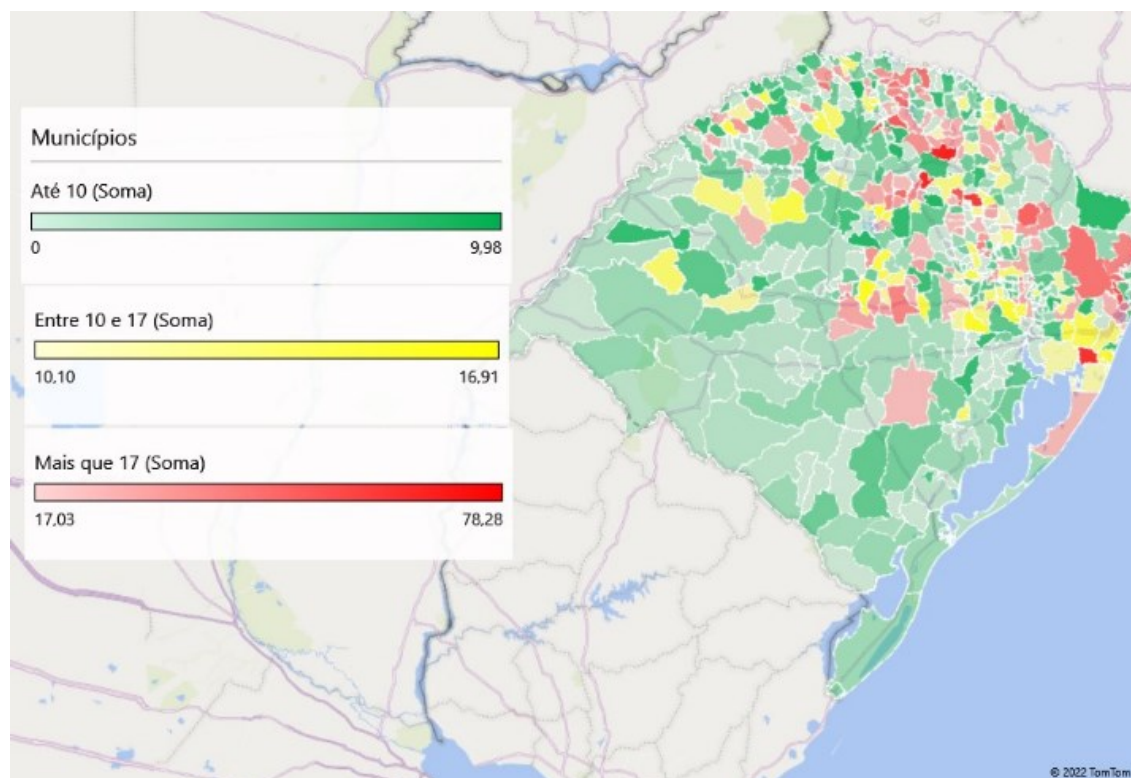 Municípios
Até 10 (Soma)
0 9,98
Entre 10 e 17 (Soma)
10,10 16,91
Mais que 17 (Soma)
17,03 78,28
© 2022 TomTom